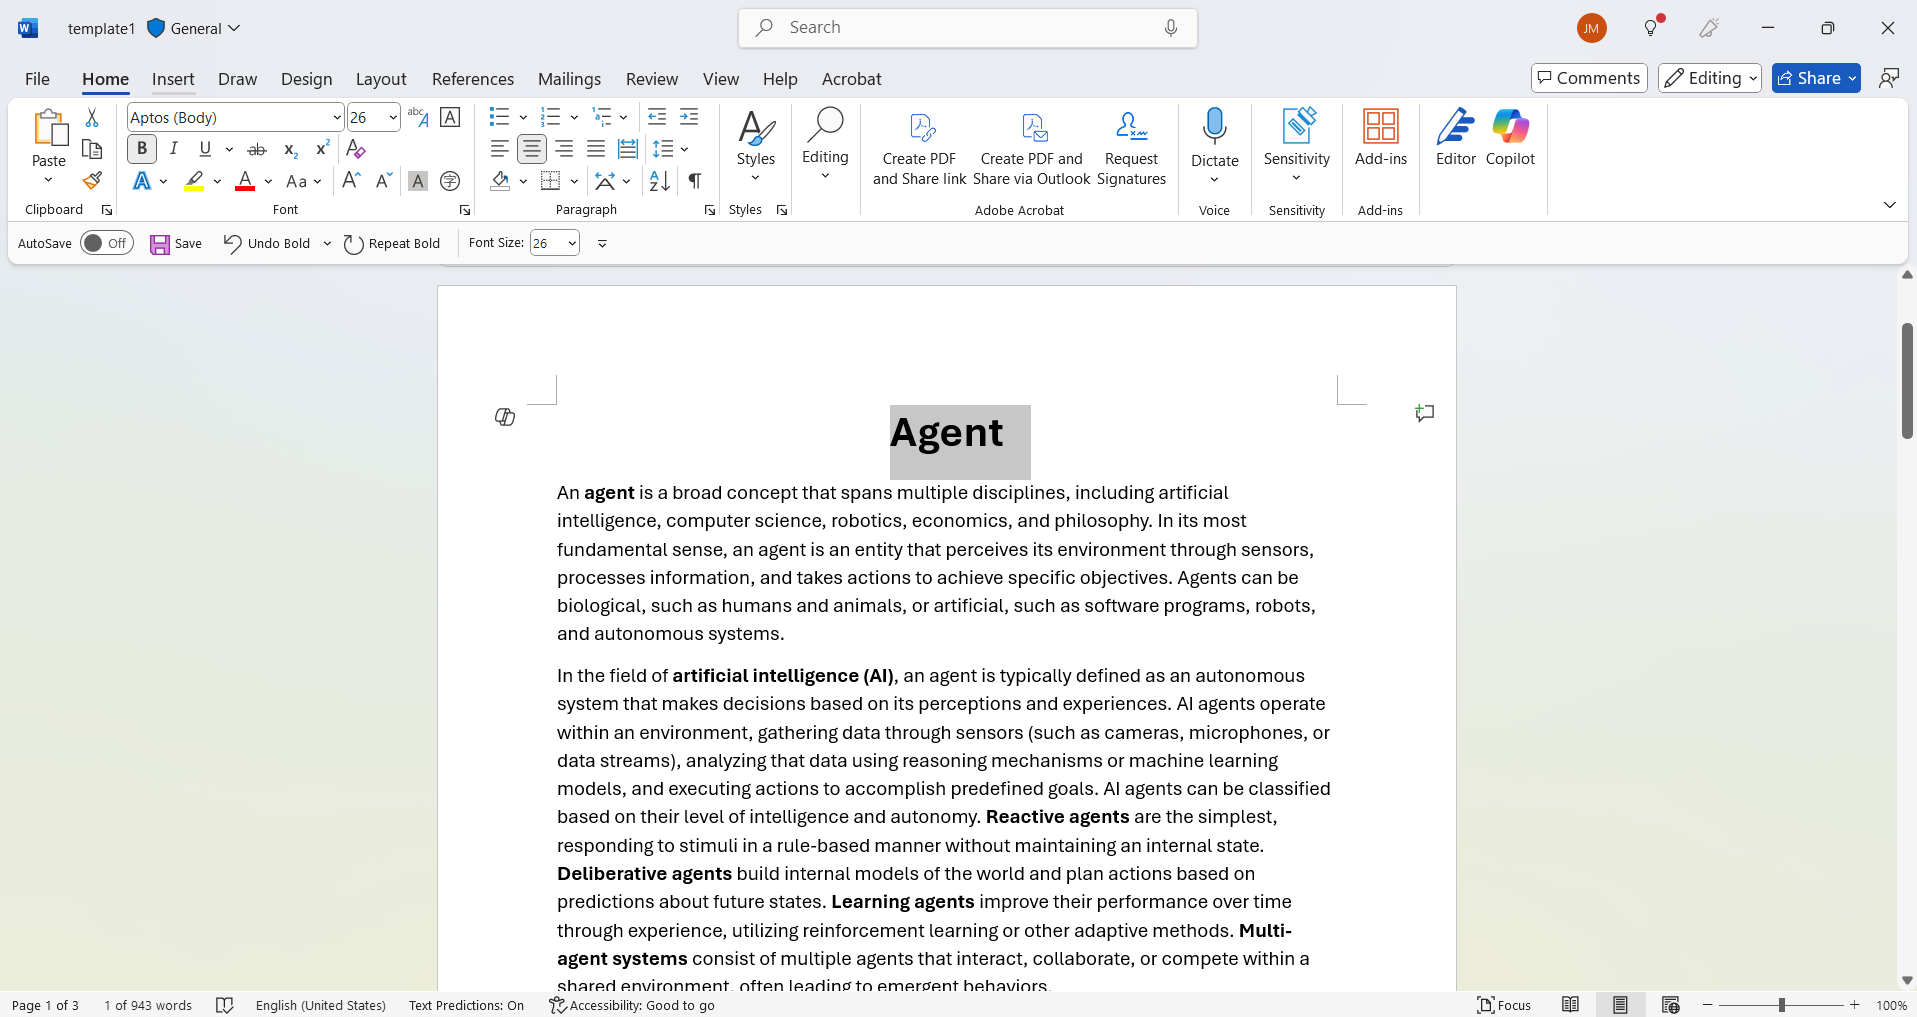 template1 General
Search
JM
File Home Insert Draw Design Layout References Mailings Review View Help Acrobat
Comments Editing Share
Paste
Clipboard
Aptos (Body) 26
Font
Paragraph
Styles
Styles
Editing
Create PDF and Share link
Create PDF and Share via Outlook
Request Signatures
Adobe Acrobat
Dictate
Voice
Sensitivity
Sensitivity
Add-ins
Add-ins
Editor
Copilot
AutoSave Off Save Undo Bold Repeat Bold Font Size: 26
Agent
An agent is a broad concept that spans multiple disciplines, including artificial
intelligence, computer science, robotics, economics, and philosophy. In its most
fundamental sense, an agent is an entity that perceives its environment through sensors,
processes information, and takes actions to achieve specific objectives. Agents can be
biological, such as humans and animals, or artificial, such as software programs, robots,
and autonomous systems.
In the field of artificial intelligence (AI), an agent is typically defined as an autonomous
system that makes decisions based on its perceptions and experiences. AI agents operate
within an environment, gathering data through sensors (such as cameras, microphones, or
data streams), analyzing that data using reasoning mechanisms or machine learning
models, and executing actions to accomplish predefined goals. AI agents can be classified
based on their level of intelligence and autonomy. Reactive agents are the simplest,
responding to stimuli in a rule-based manner without maintaining an internal state.
Deliberative agents build internal models of the world and plan actions based on
predictions about future states. Learning agents improve their performance over time
through experience, utilizing reinforcement learning or other adaptive methods. Multi-
agent systems consist of multiple agents that interact, collaborate, or compete within a
shared environment, often leading to emergent behaviors.
Page 1 of 3 1 of 943 words English (United States) Text Predictions: On Accessibility: Good to go Focus 100%